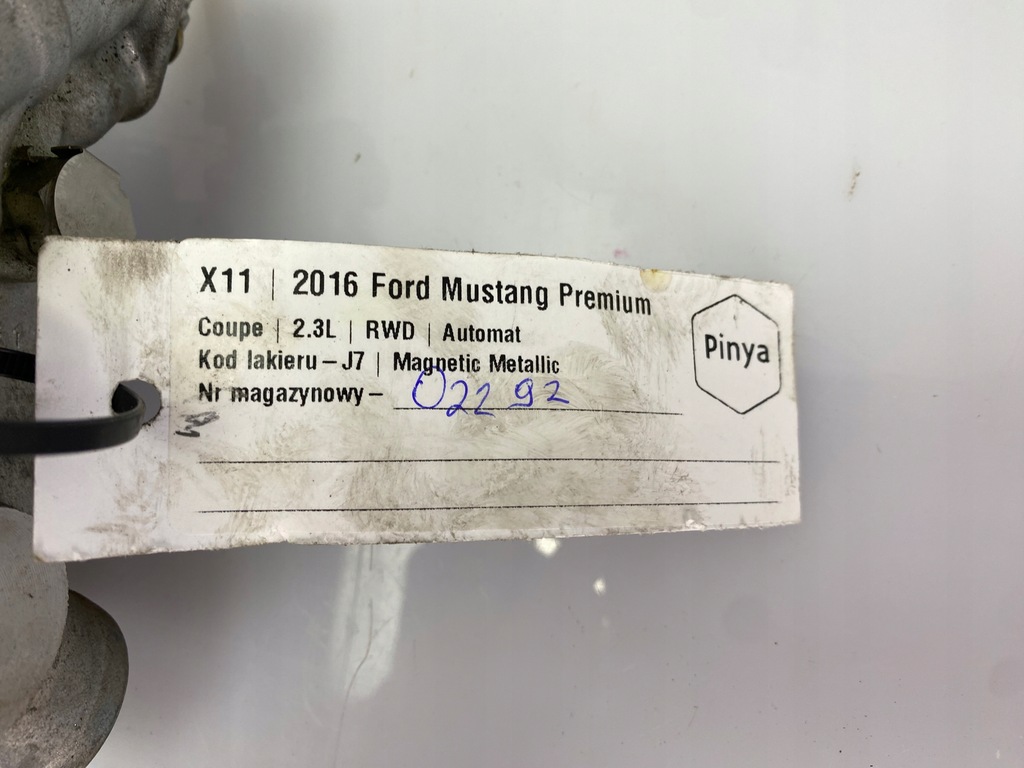 X11 | 2016 Ford Mustang Premium
Coupe | 2.3L | RWD | Automat
Kod lakieru – J7 | Magnetic Metallic
Nr magazynowy – 02292
Pinya